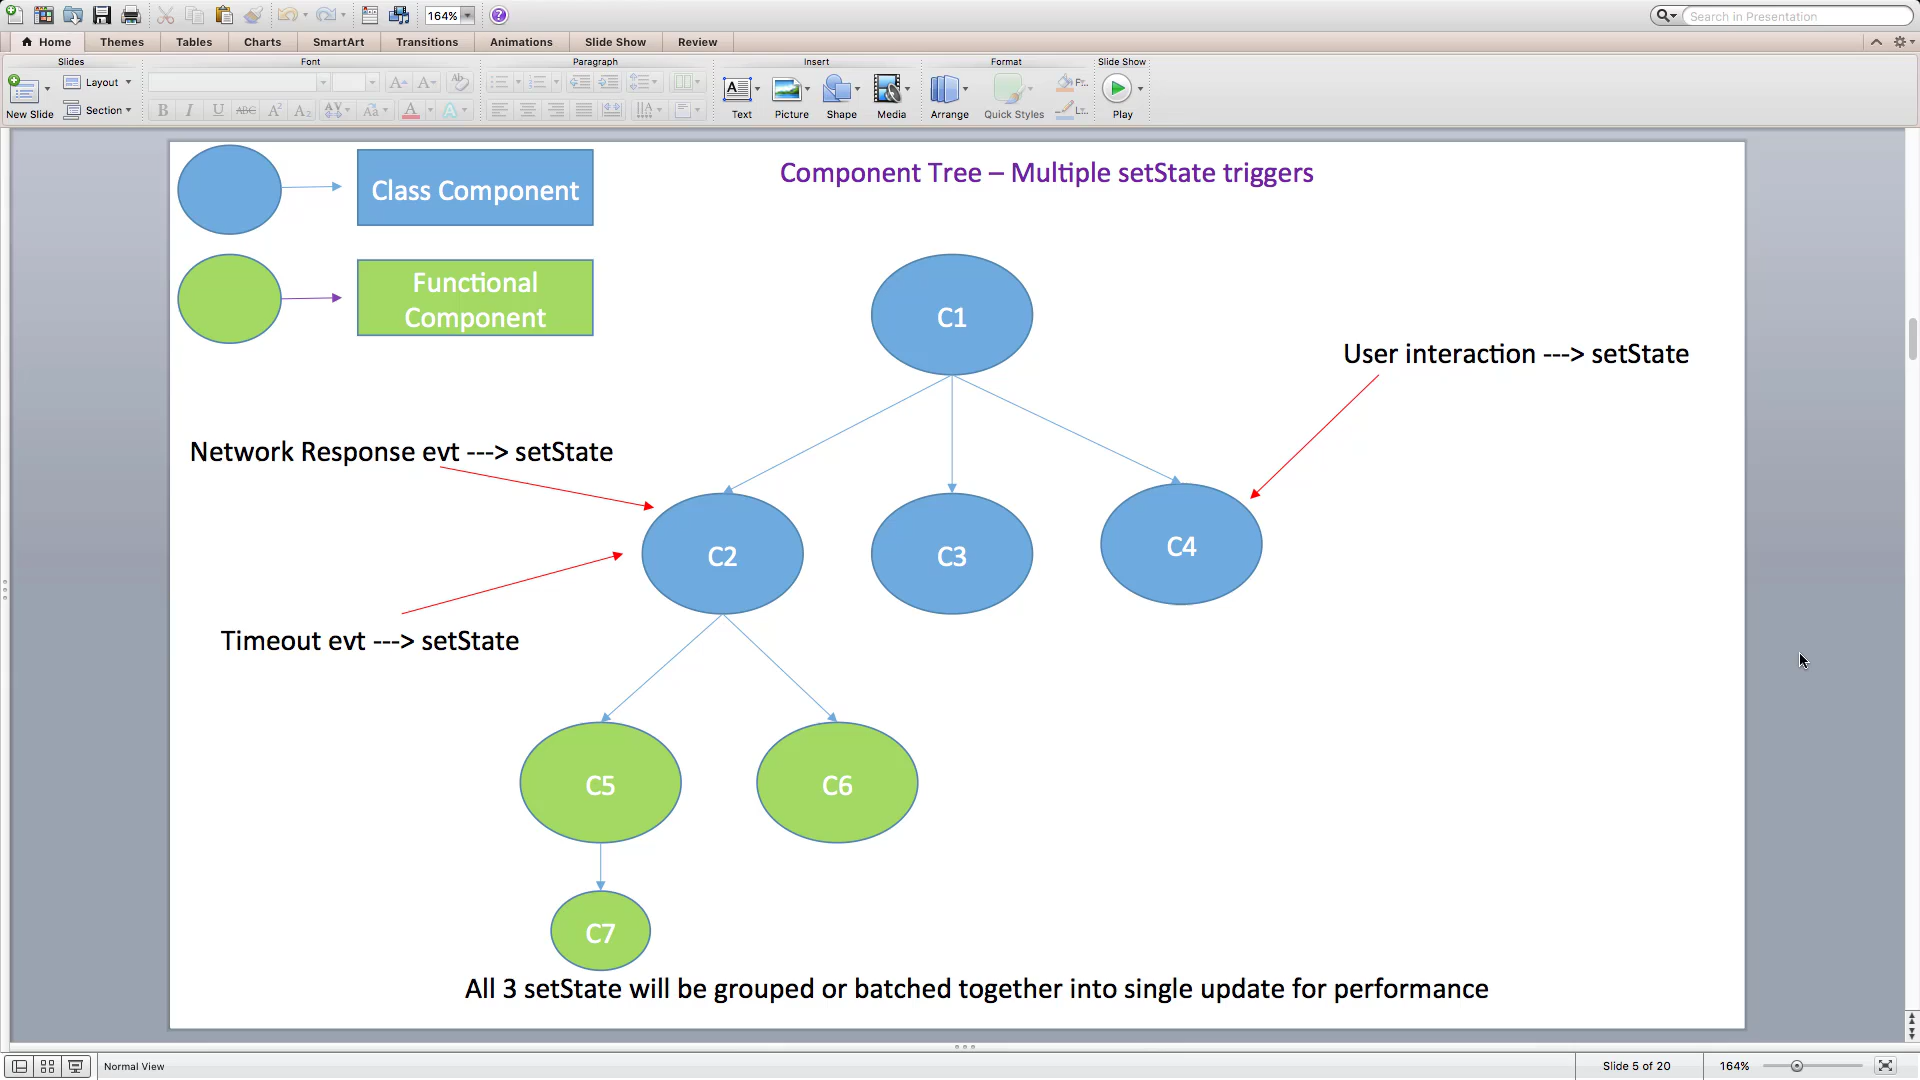 164%
Search in Presentation
Home
Themes
Tables
Charts
SmartArt
Transitions
Animations
Slide Show
Review
Slides
Font
Paragraph
Insert
Format
Slide Show
New Slide
Layout
Section
B I U ABC A² A₂
Text
Picture
Shape
Media
Arrange
Quick Styles
Play
Class Component
Functional
Component
Component Tree – Multiple setState triggers
C1
User interaction ---> setState
Network Response evt ---> setState
C2
C3
C4
Timeout evt ---> setState
C5
C6
C7
All 3 setState will be grouped or batched together into single update for performance
Normal View
Slide 5 of 20
164%